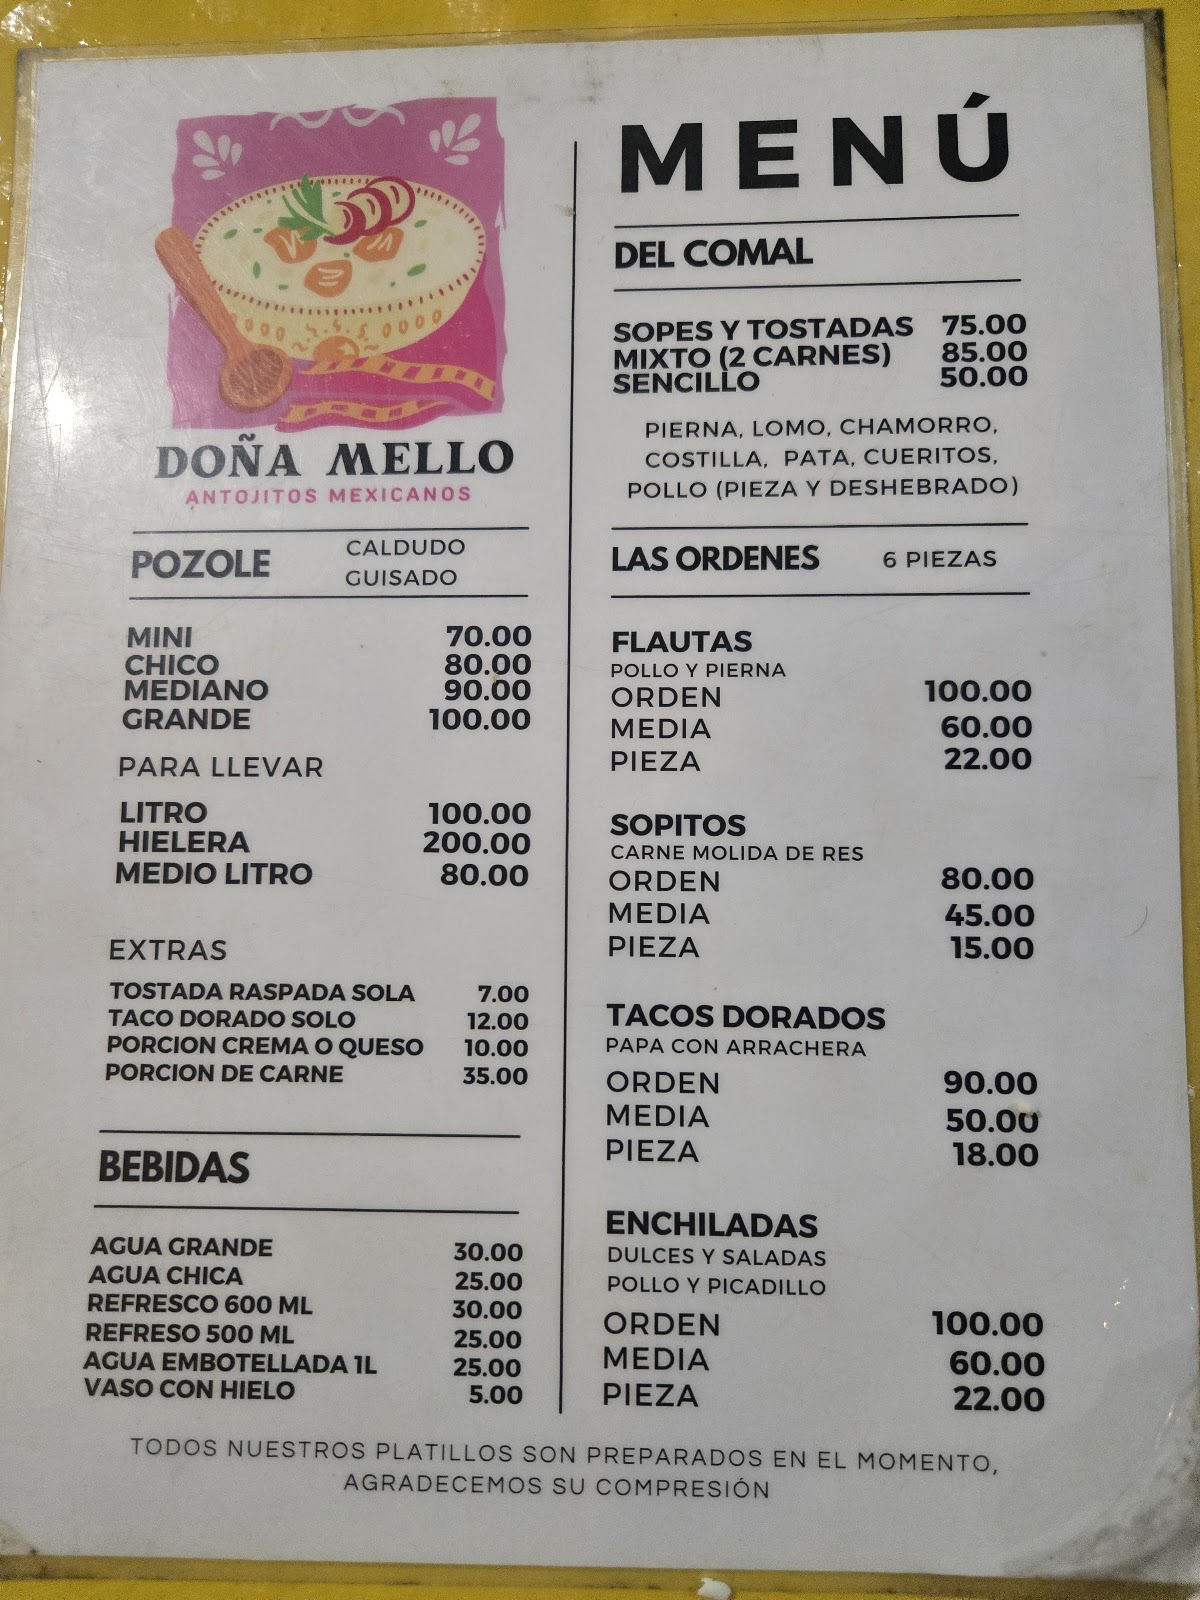 DOÑA MELLO
ANTOJITOS MEXICANOS
POZOLE
CALDUDO
GUISADO
MINI 70.00
CHICO 80.00
MEDIANO 90.00
GRANDE 100.00
PARA LLEVAR
LITRO 100.00
HIELERA 200.00
MEDIO LITRO 80.00
EXTRAS
TOSTADA RASPADA SOLA 7.00
TACO DORADO SOLO 12.00
PORCION CREMA O QUESO 10.00
PORCION DE CARNE 35.00
BEBIDAS
AGUA GRANDE 30.00
AGUA CHICA 25.00
REFRESCO 600 ML 30.00
REFRESO 500 ML 25.00
AGUA EMBOTELLADA 1L 25.00
VASO CON HIELO 5.00
MENÚ
DEL COMAL
SOPES Y TOSTADAS 75.00
MIXTO (2 CARNES) 85.00
SENCILLO 50.00
PIERNA, LOMO, CHAMORRO,
COSTILLA, PATA, CUERITOS,
POLLO (PIEZA Y DESHEBRADO)
LAS ORDENES 6 PIEZAS
FLAUTAS
POLLO Y PIERNA
ORDEN 100.00
MEDIA 60.00
PIEZA 22.00
SOPITOS
CARNE MOLIDA DE RES
ORDEN 80.00
MEDIA 45.00
PIEZA 15.00
TACOS DORADOS
PAPA CON ARRACHERA
ORDEN 90.00
MEDIA 50.00
PIEZA 18.00
ENCHILADAS
DULCES Y SALADAS
POLLO Y PICADILLO
ORDEN 100.00
MEDIA 60.00
PIEZA 22.00
TODOS NUESTROS PLATILLOS SON PREPARADOS EN EL MOMENTO,
AGRADECEMOS SU COMPRESIÓN